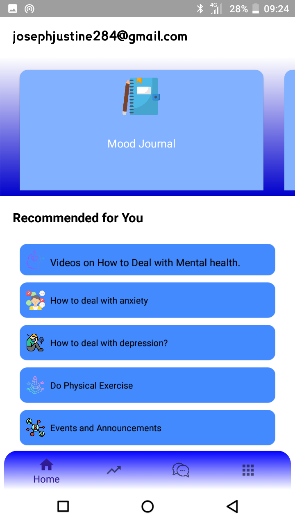 28% 09:24
josephjustine284@gmail.com
Mood Journal
Recommended for You
Videos on How to Deal with Mental health.
How to deal with anxiety
How to deal with depression?
Do Physical Exercise
Events and Announcements
Home